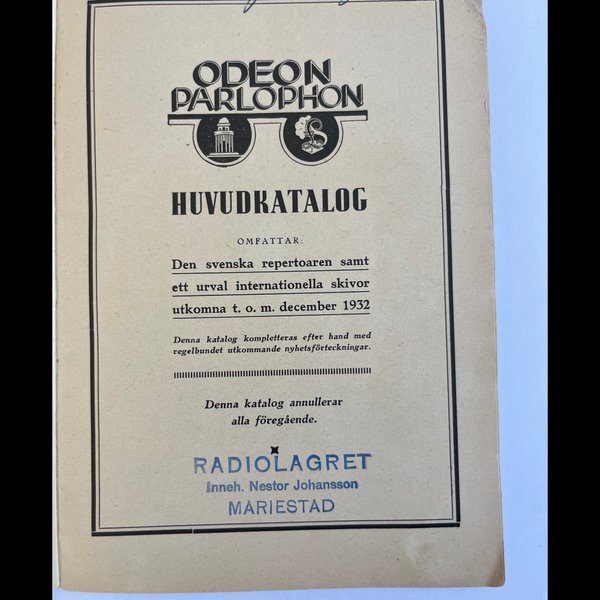 ODEON
PARLOPHON
HUVUDKATALOG
OMFATTAR:
Den svenska repertoaren samt
ett urval internationella skivor
utkomna t. o. m. december 1932
Denna katalog kompletteras efter hand med
regelbundet utkommande nyhetsförteckningar.
Denna katalog annullerar
alla föregående.
RADIOLAGRET
Inneh. Nestor Johansson
MARIESTAD